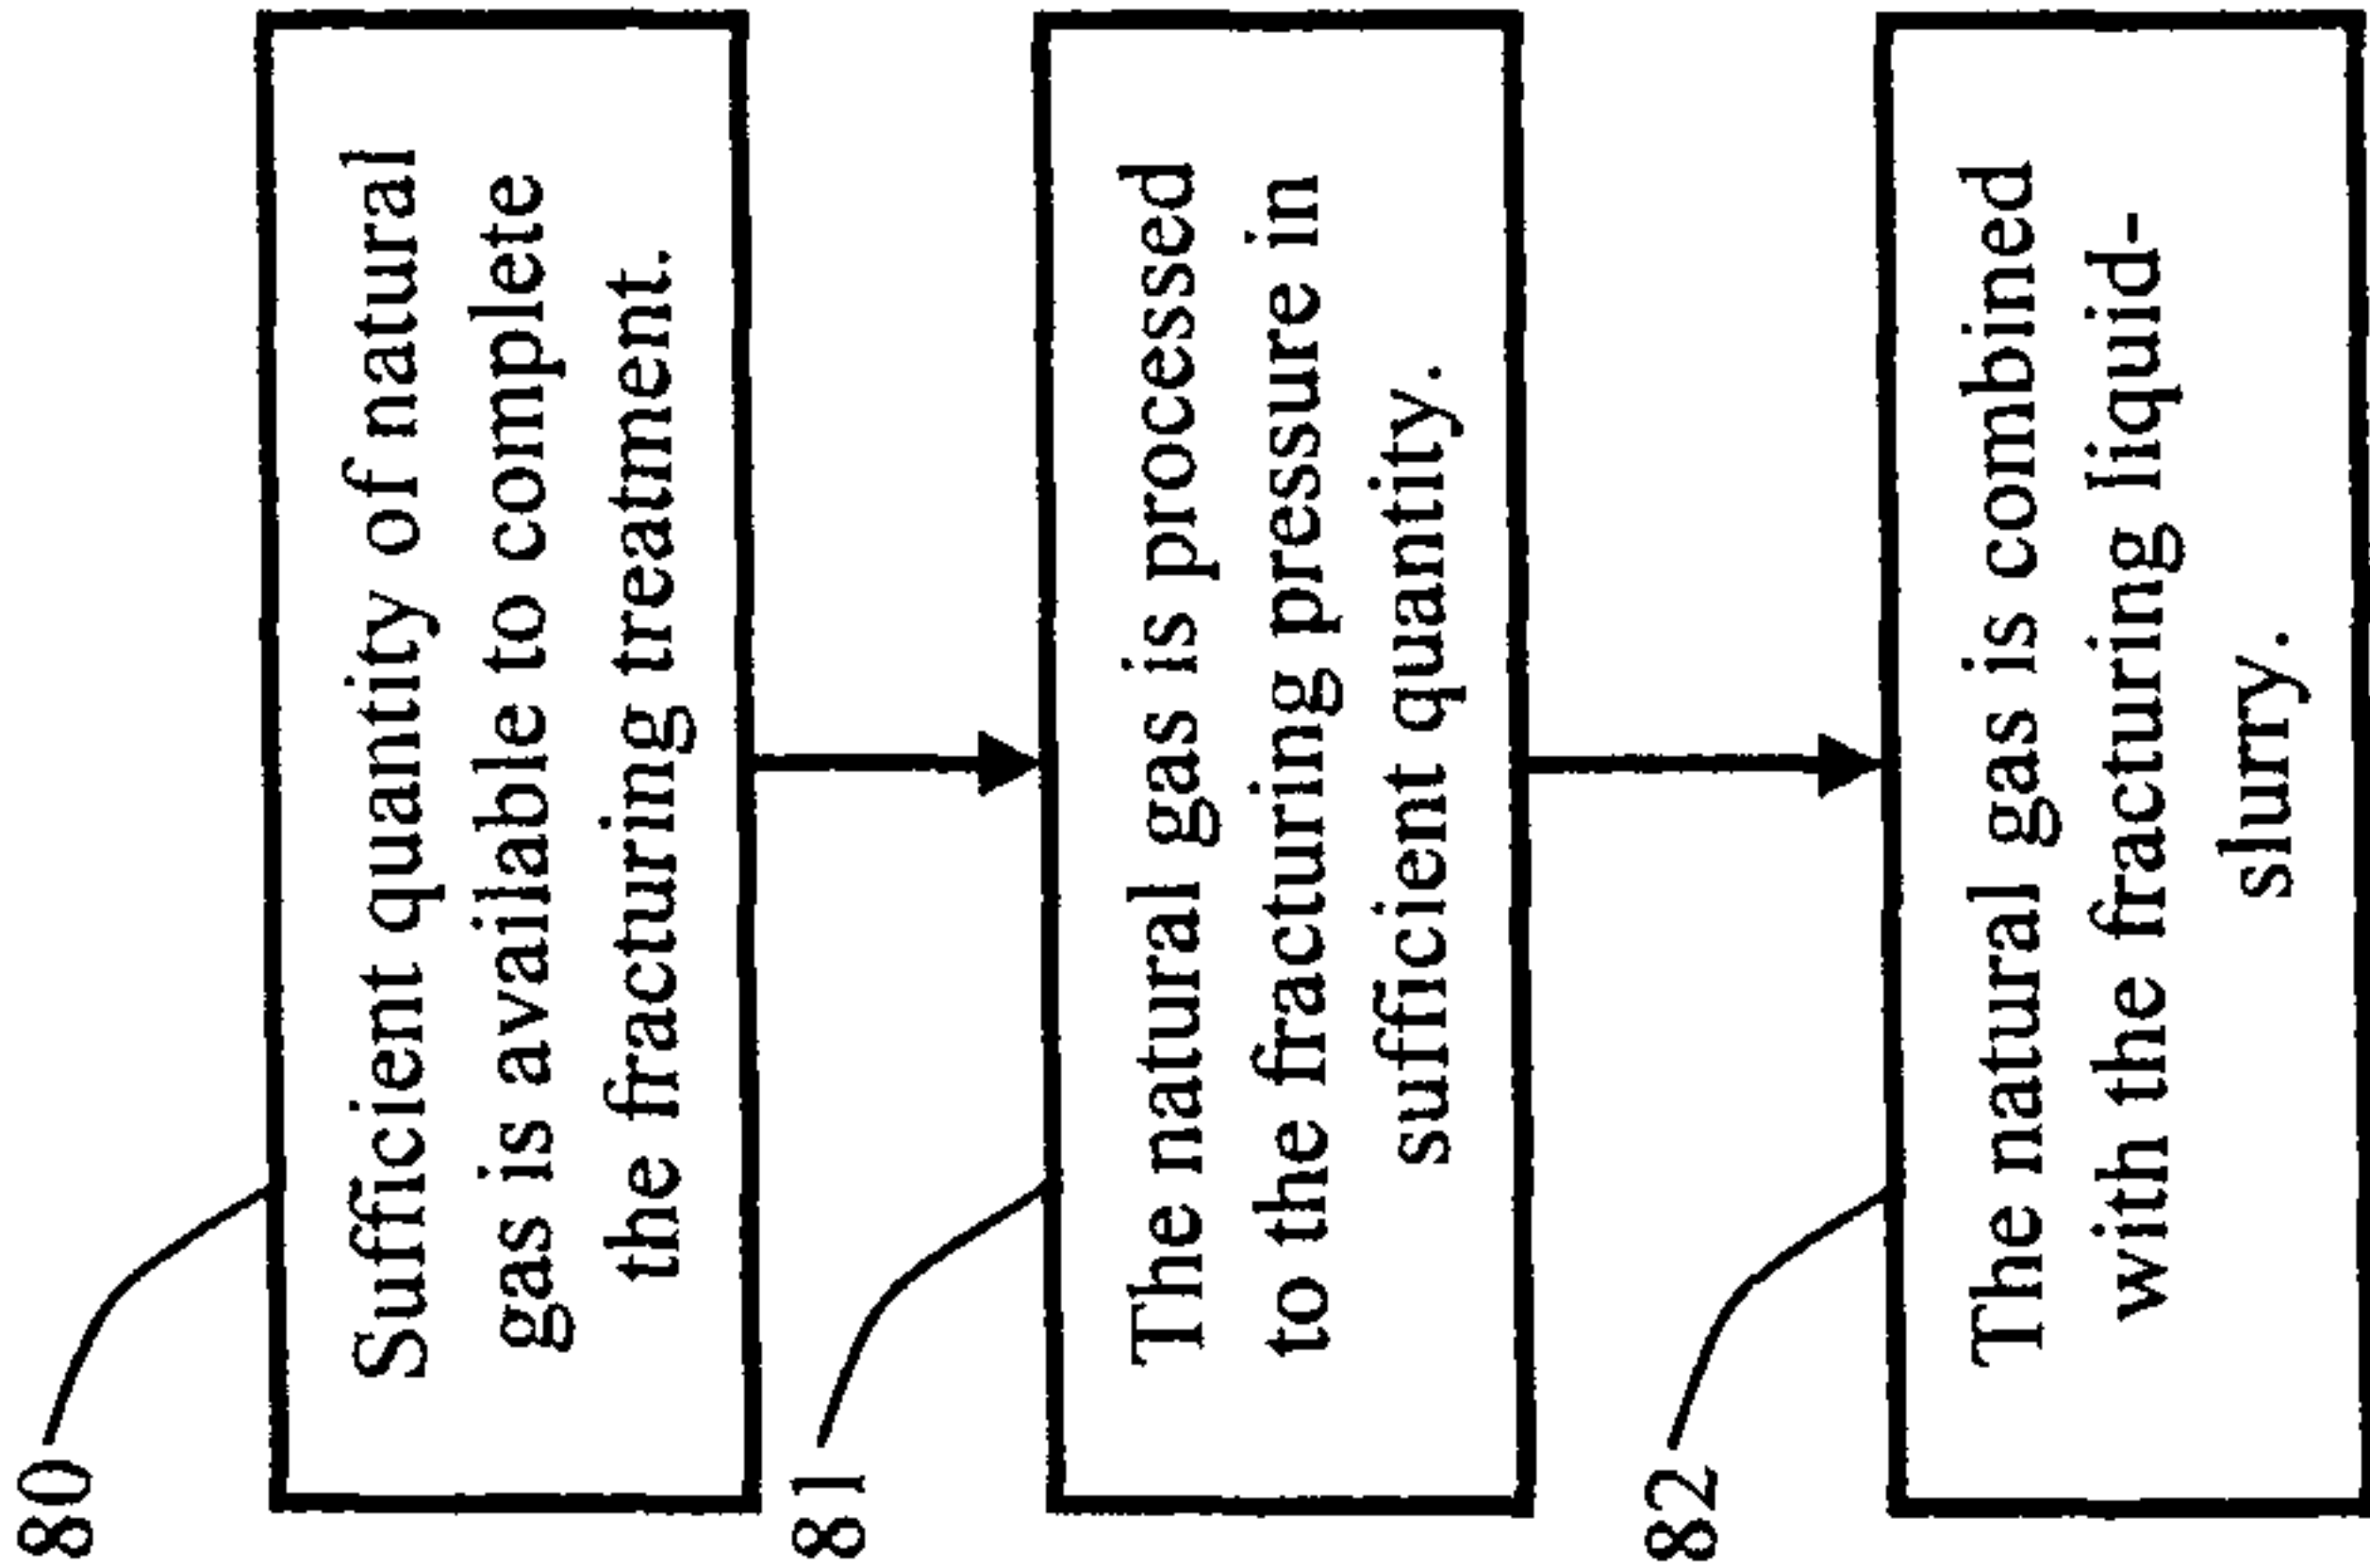 80
Sufficient quantity of natural
gas is available to complete
the fracturing treatment.
81
The natural gas is processed
to the fracturing pressure in
sufficient quantity.
82
The natural gas is combined
with the fracturing liquid-
slurry.